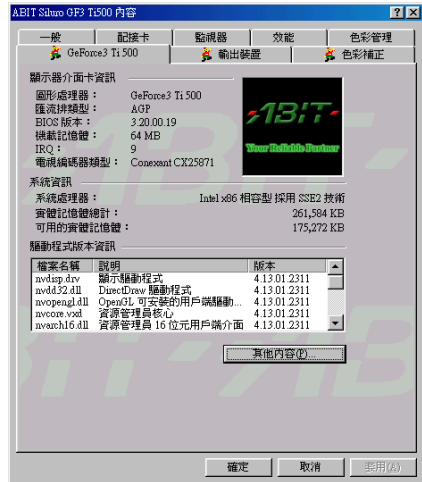 ABIT Siluro GF3 Ti500 內容
一般 配接卡 監視器 效能 色彩管理
GeForce3 Ti 500 輸出裝置 色彩補正
顯示器介面卡資訊
圖形處理器： GeForce3 Ti 500
匯流排類型： AGP
BIOS 版本： 3.20.00.19
機載記憶體： 64 MB
IRQ： 9
電視編碼器類型： Conexant CX25871
ABIT
Your Reliable Partner
系統資訊
系統處理器： Intel x86 相容型 採用 SSE2 技術
實體記憶體總計： 261,584 KB
可用的實體記憶體： 175,272 KB
驅動程式版本資訊
檔案名稱 說明 版本
nvdisp.drv 顯示驅動程式 4.13.01.2311
nvdd32.dll DirectDraw 驅動程式 4.13.01.2311
nvopengl.dll OpenGL 可安裝的用戶端驅動... 4.13.01.2311
nvcore.vxd 資源管理員核心 4.13.01.2311
nvarch16.dll 資源管理員 16 位元用戶端介面 4.13.01.2311
其他內容(P)...
確定 取消 套用(A)